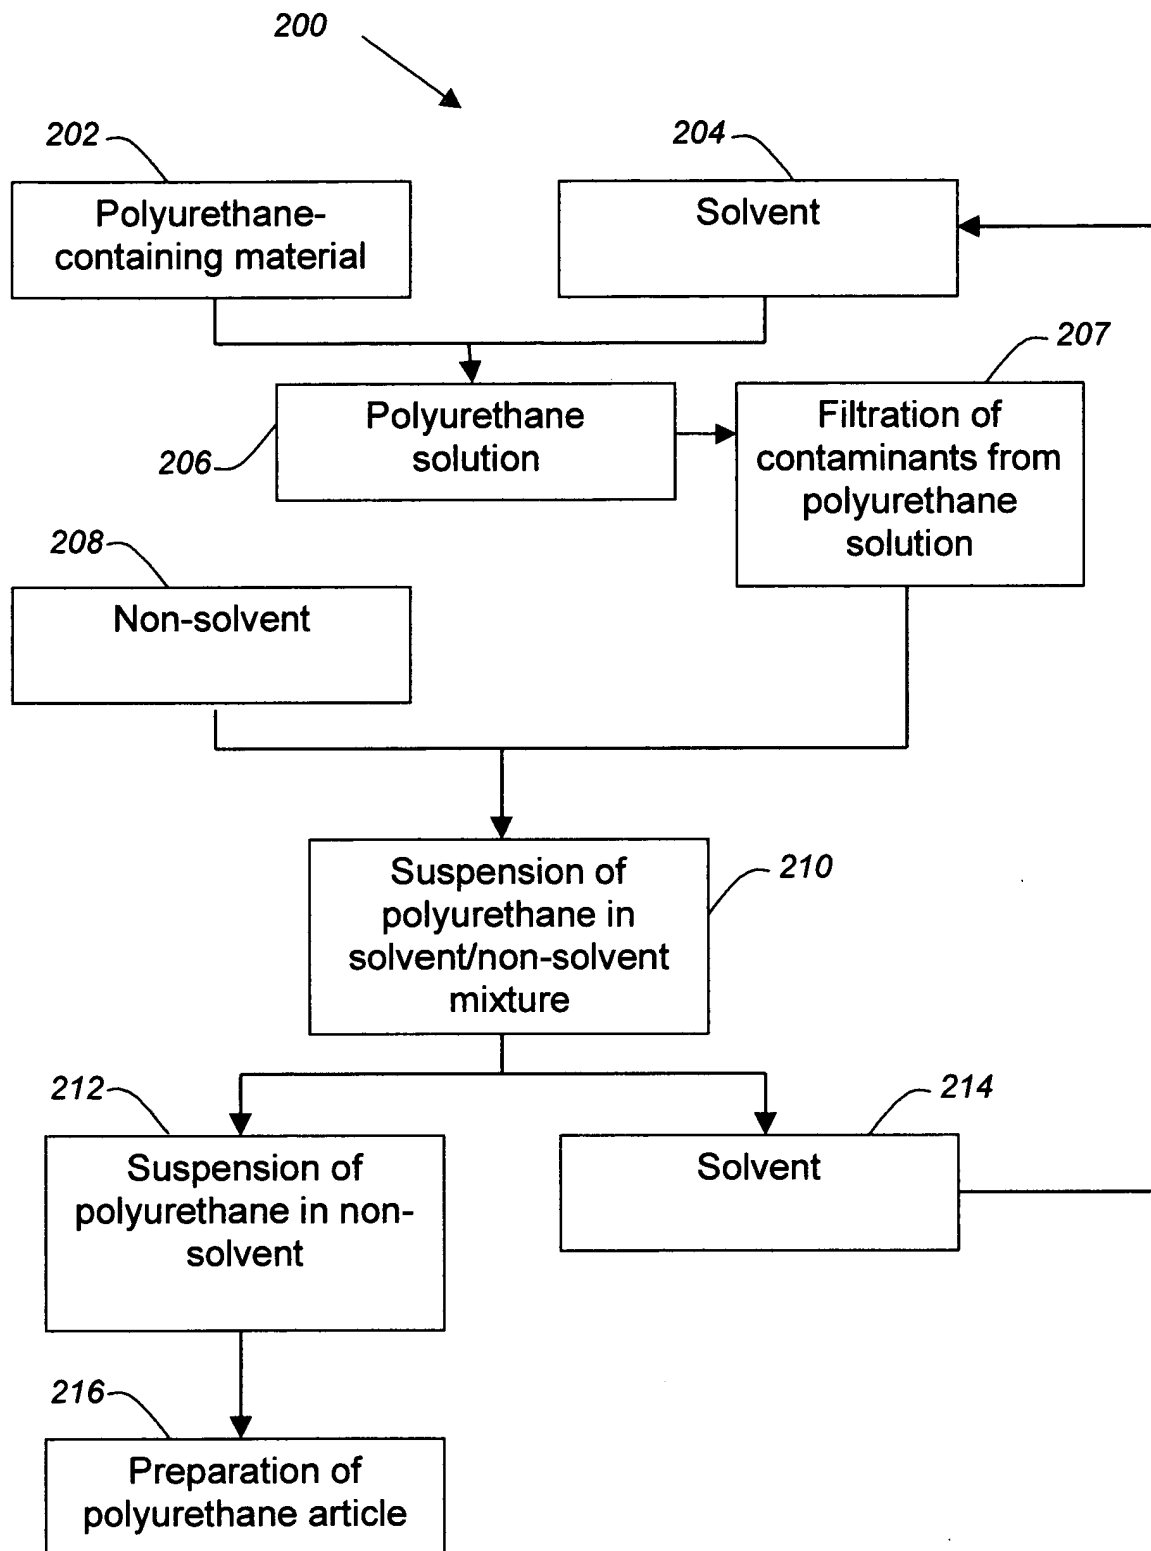 200
202
204
Polyurethane-
containing material
Solvent
207
Polyurethane
solution
206
Filtration of
contaminants from
polyurethane
solution
208
Non-solvent
Suspension of
polyurethane in
solvent/non-solvent
mixture
210
212
214
Suspension of
polyurethane in non-
solvent
Solvent
216
Preparation of
polyurethane article